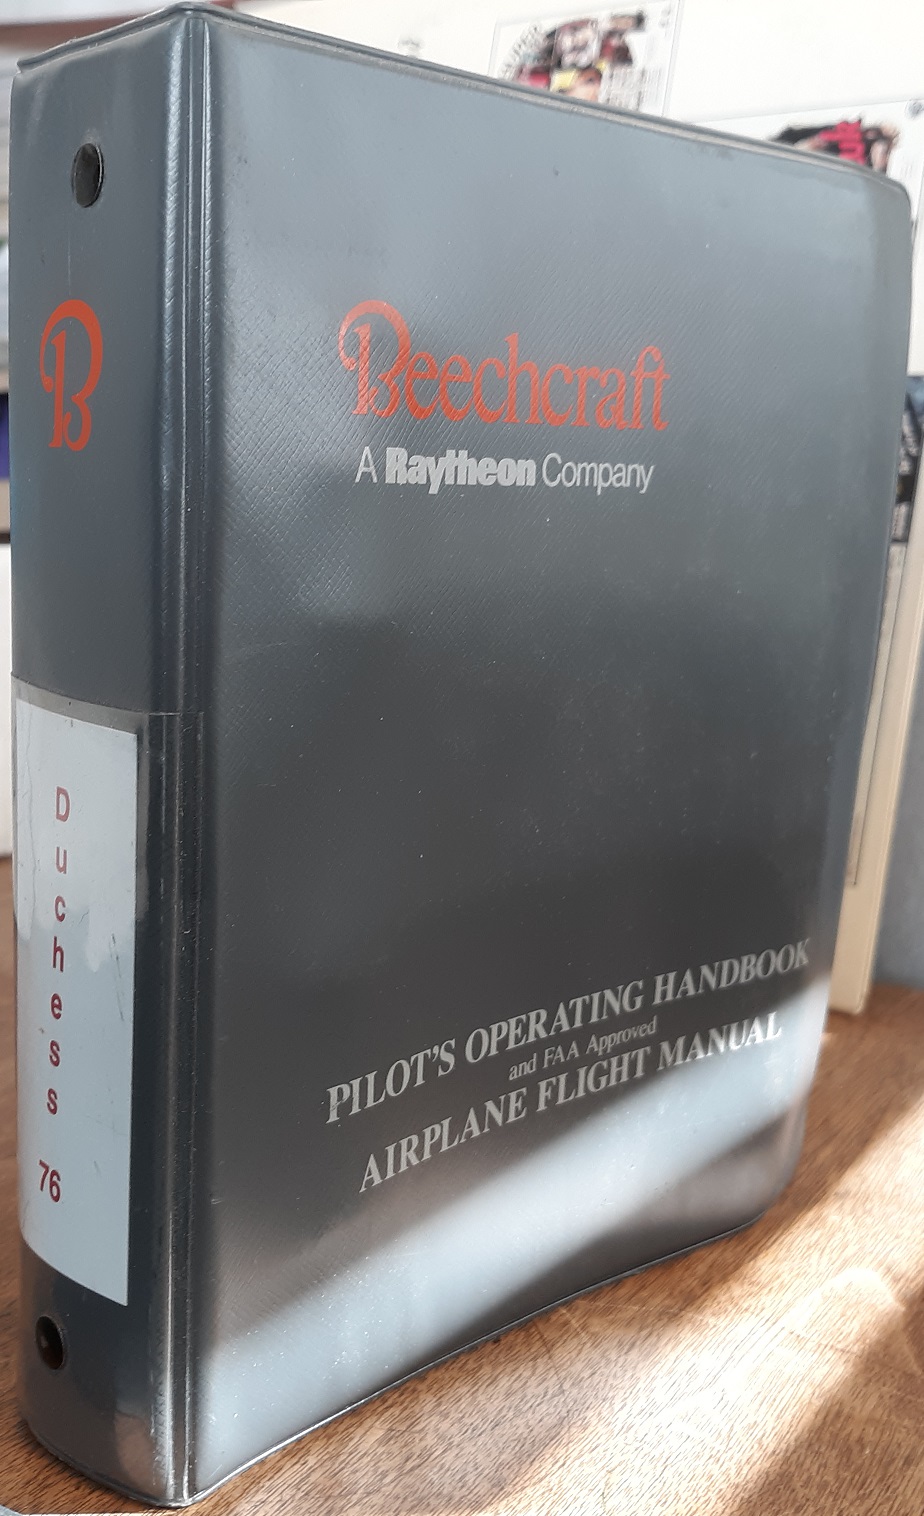 B
Duchess 76
Beechcraft
A Raytheon Company
PILOT'S OPERATING HANDBOOK
and FAA Approved
AIRPLANE FLIGHT MANUAL